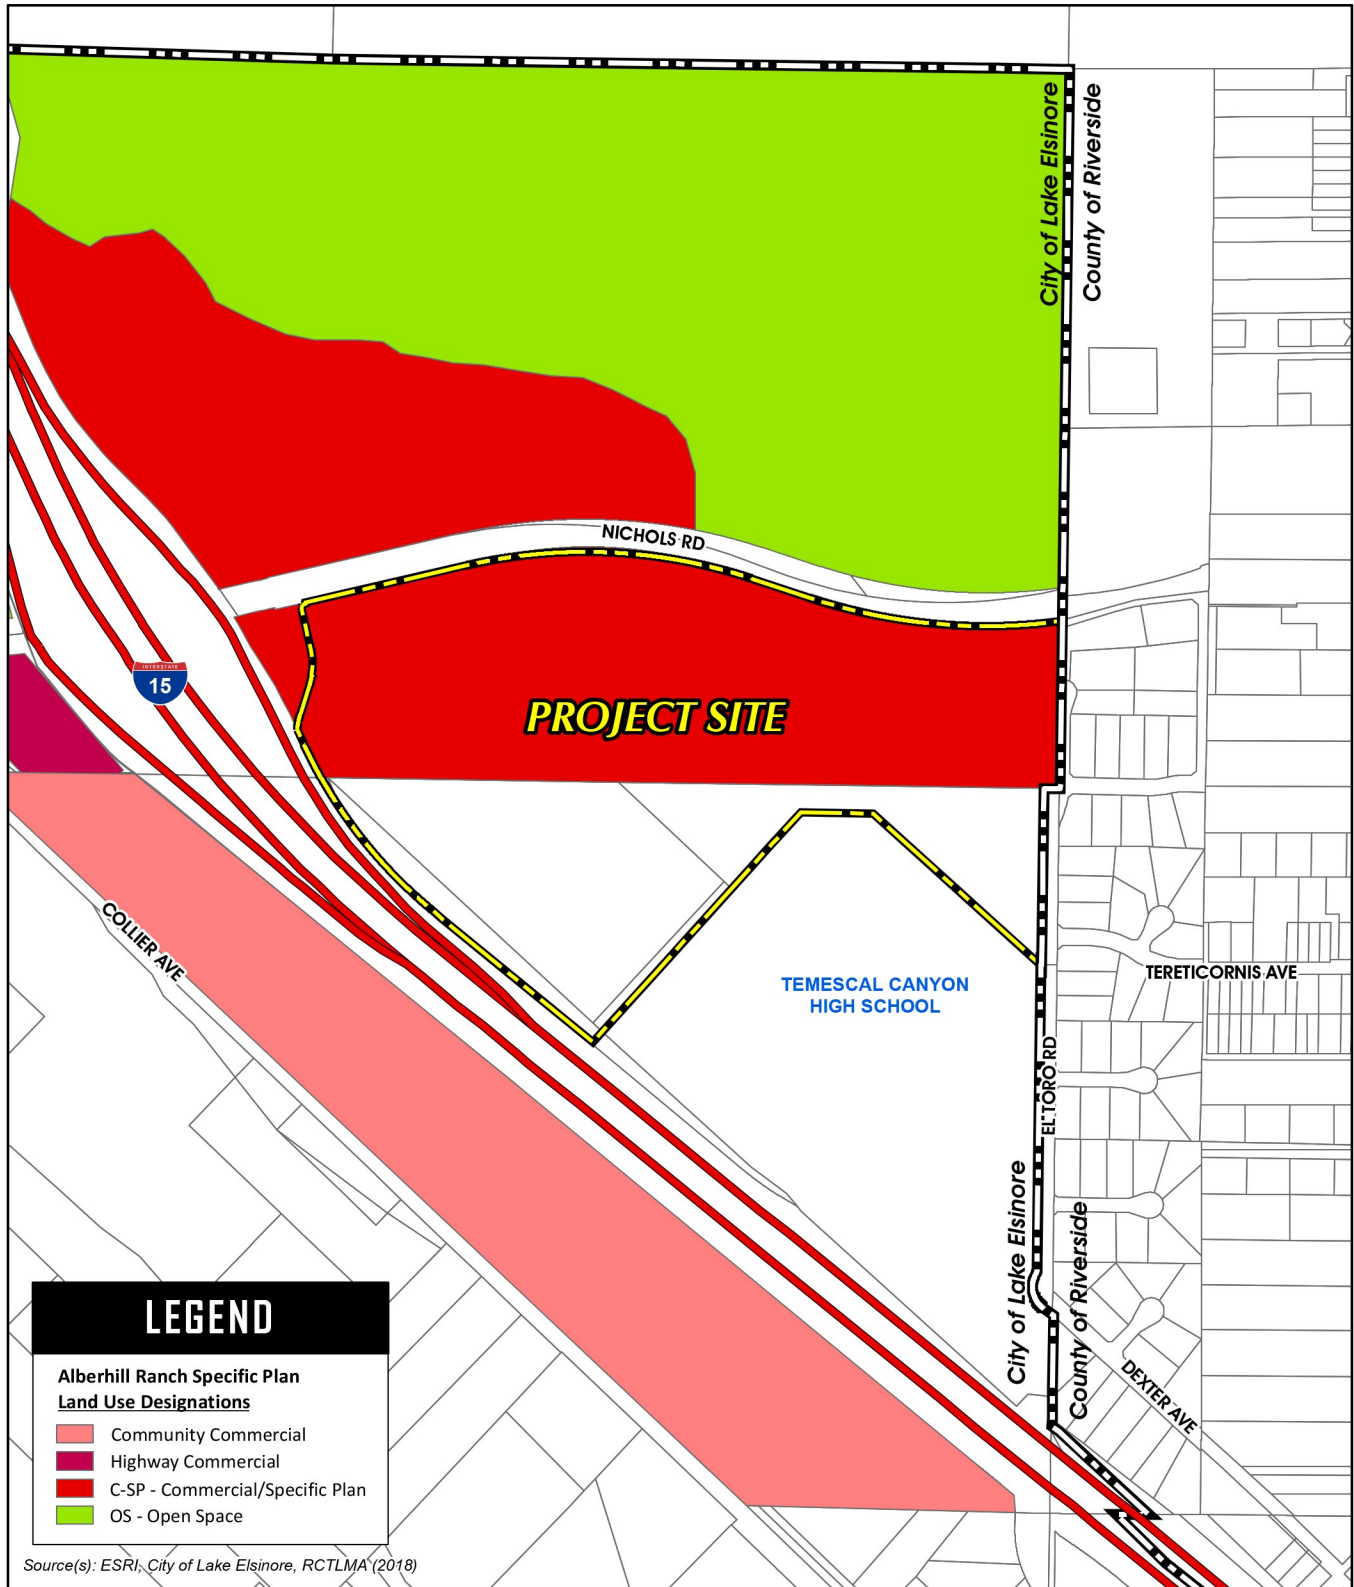 City of Lake Elsinore
County of Riverside
NICHOLS RD
INTERSTATE
15
PROJECT SITE
COLLIER AVE
TEMESCAL CANYON
HIGH SCHOOL
TERETICORNIS AVE
EL TORO RD
City of Lake Elsinore
County of Riverside
DEXTER AVE
LEGEND
Alberhill Ranch Specific Plan
Land Use Designations
Community Commercial
Highway Commercial
C-SP - Commercial/Specific Plan
OS - Open Space
Source(s): ESRI, City of Lake Elsinore, RCTLMA (2018)